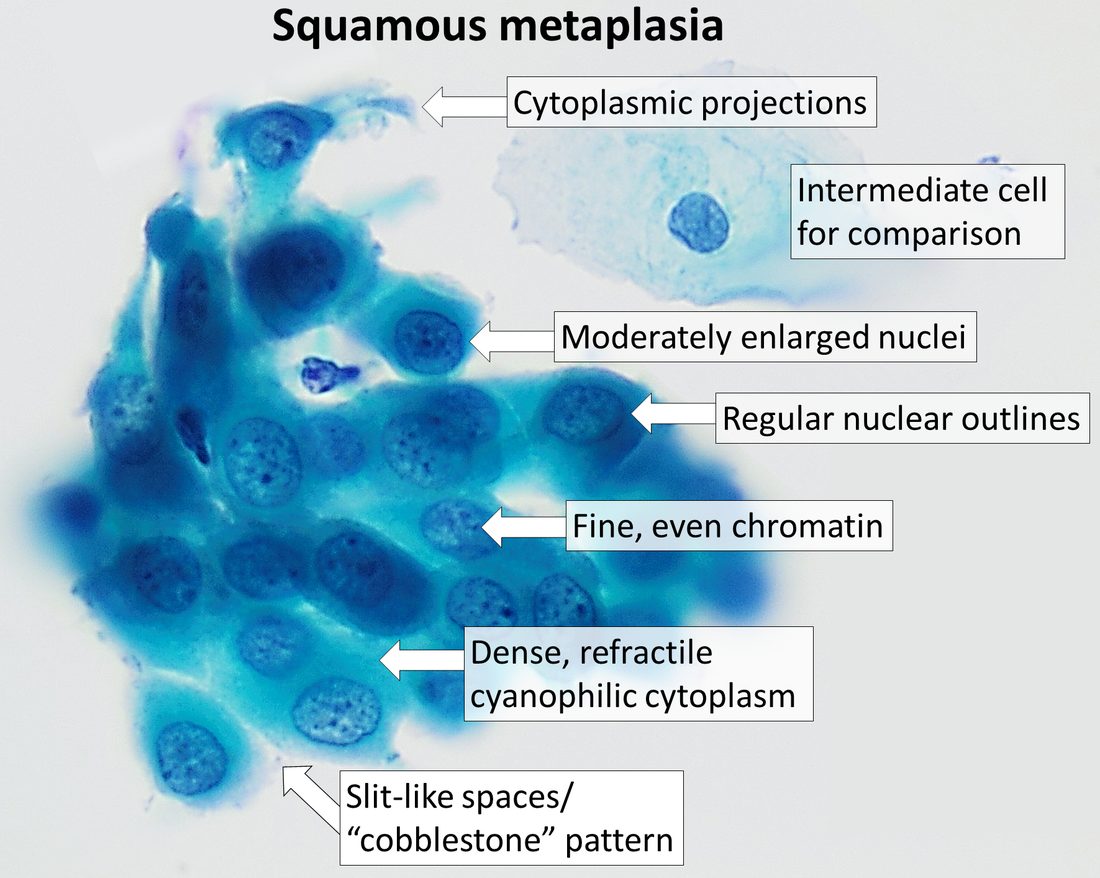 Squamous metaplasia
Cytoplasmic projections
Intermediate cell
for comparison
Moderately enlarged nuclei
Regular nuclear outlines
Fine, even chromatin
Dense, refractile
cyanophilic cytoplasm
Slit-like spaces/
“cobblestone” pattern